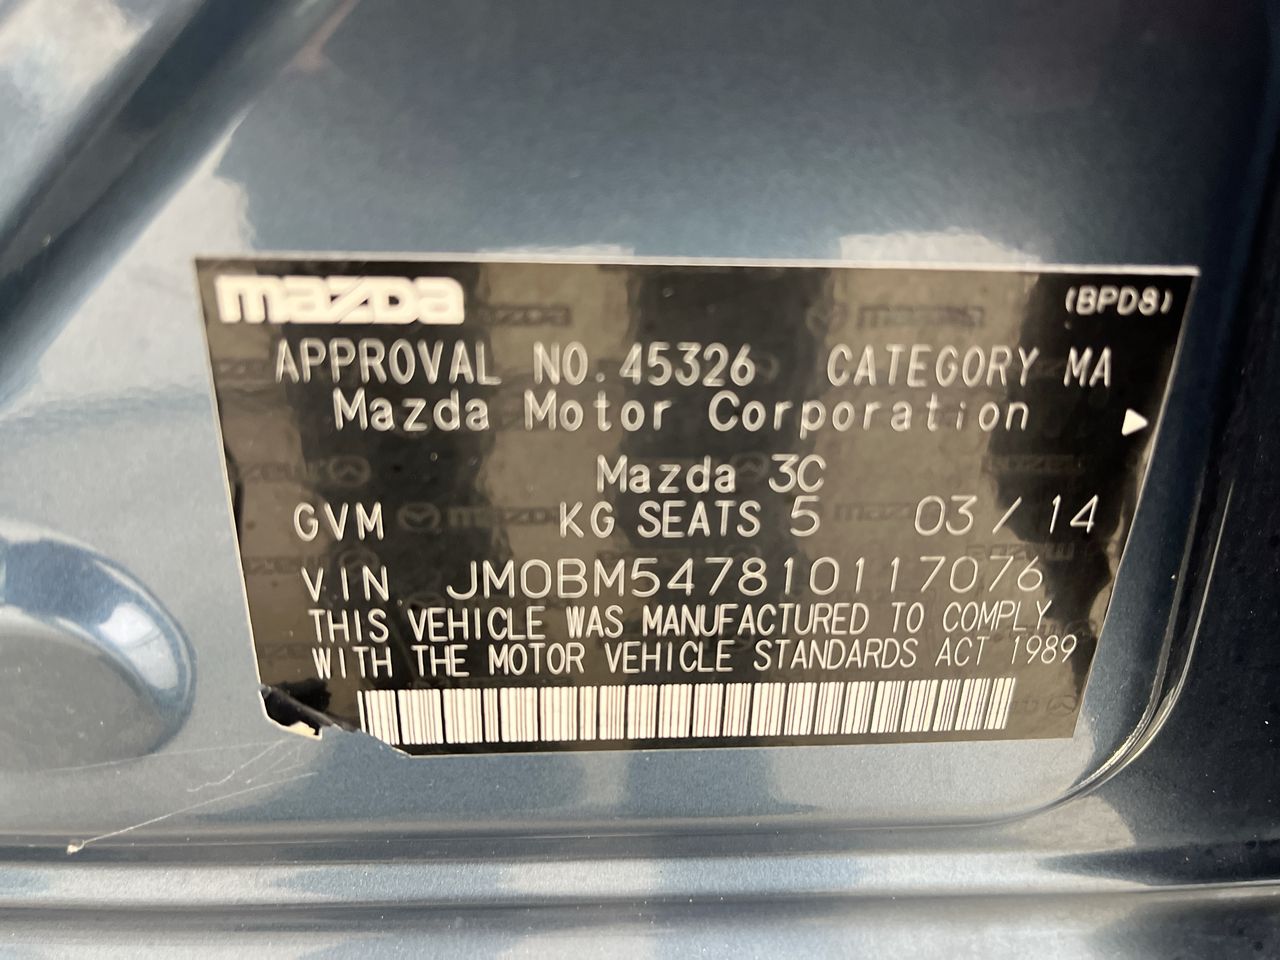 mazda
(BPD8)
APPROVAL NO. 45326 CATEGORY MA
Mazda Motor Corporation
Mazda 3C
GVM KG SEATS 5 03 / 14
VIN JM0BM547810117076
THIS VEHICLE WAS MANUFACTURED TO COMPLY
WITH THE MOTOR VEHICLE STANDARDS ACT 1989